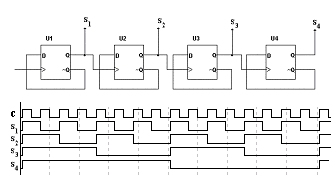 S1 S2 S3 S4
U1 U2 U3 U4
D Q D Q D Q D Q
> ~Q > ~Q > ~Q > ~Q
C
S1
S2
S3
S4